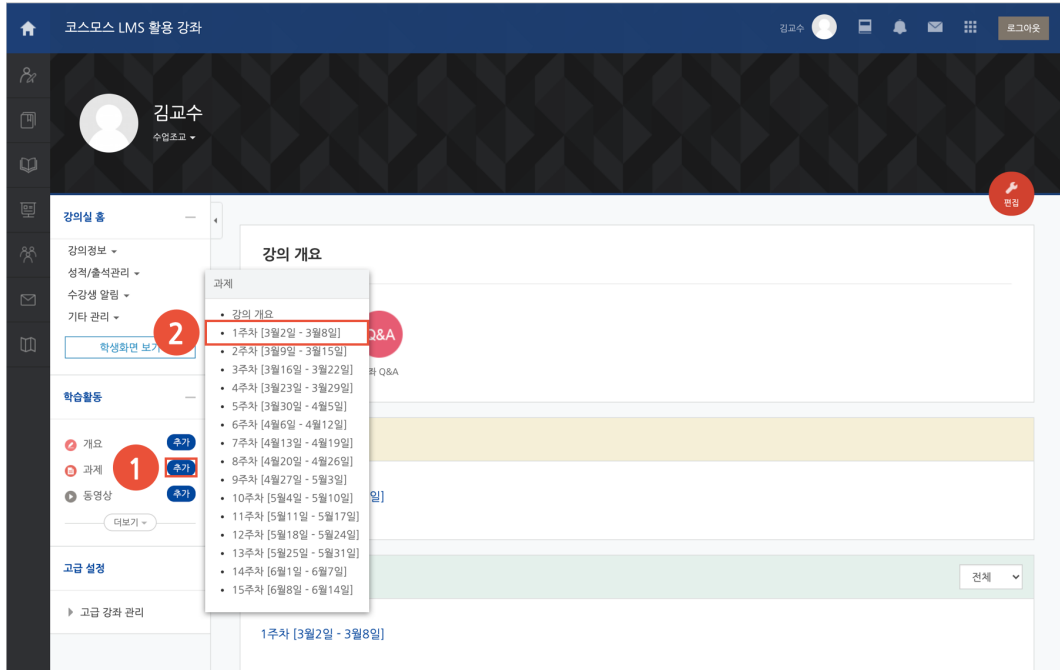 코스모스 LMS 활용 강좌
김교수
로그아웃
김교수
수업조교
편집
강의실 홈
강의정보
성적/출석관리
수강생 알림
기타 관리
학생화면 보기
학습활동
개요 추가
1
과제 추가
동영상 추가
더보기
고급 설정
고급 강좌 관리
과제
강의 개요
2
1주차 [3월2일 - 3월8일]
2주차 [3월9일 - 3월15일]
3주차 [3월16일 - 3월22일]
4주차 [3월23일 - 3월29일]
5주차 [3월30일 - 4월5일]
6주차 [4월6일 - 4월12일]
7주차 [4월13일 - 4월19일]
8주차 [4월20일 - 4월26일]
9주차 [4월27일 - 5월3일]
10주차 [5월4일 - 5월10일]
11주차 [5월11일 - 5월17일]
12주차 [5월18일 - 5월24일]
13주차 [5월25일 - 5월31일]
14주차 [6월1일 - 6월7일]
15주차 [6월8일 - 6월14일]
강의 개요
Q&A
Q&A
일]
전체
1주차 [3월2일 - 3월8일]